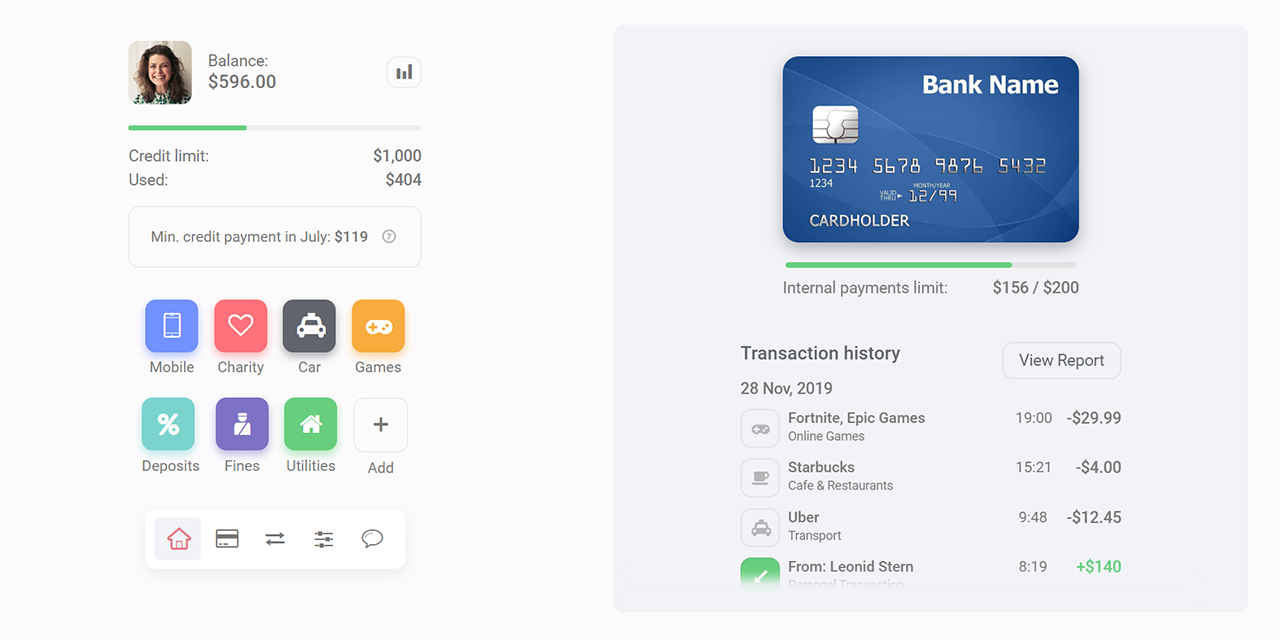 Balance:
$596.00
Credit limit: $1,000
Used: $404
Min. credit payment in July: $119 ?
Mobile Charity Car Games
%
Deposits Fines Utilities Add
Bank Name
1234 5678 9876 5432
1234
MONTH/YEAR
VALID THRU 12/99
CARDHOLDER
Internal payments limit: $156 / $200
Transaction history
View Report
28 Nov, 2019
Fortnite, Epic Games 19:00 -$29.99
Online Games
Starbucks 15:21 -$4.00
Cafe & Restaurants
Uber 9:48 -$12.45
Transport
From: Leonid Stern 8:19 +$140
Personal Transaction